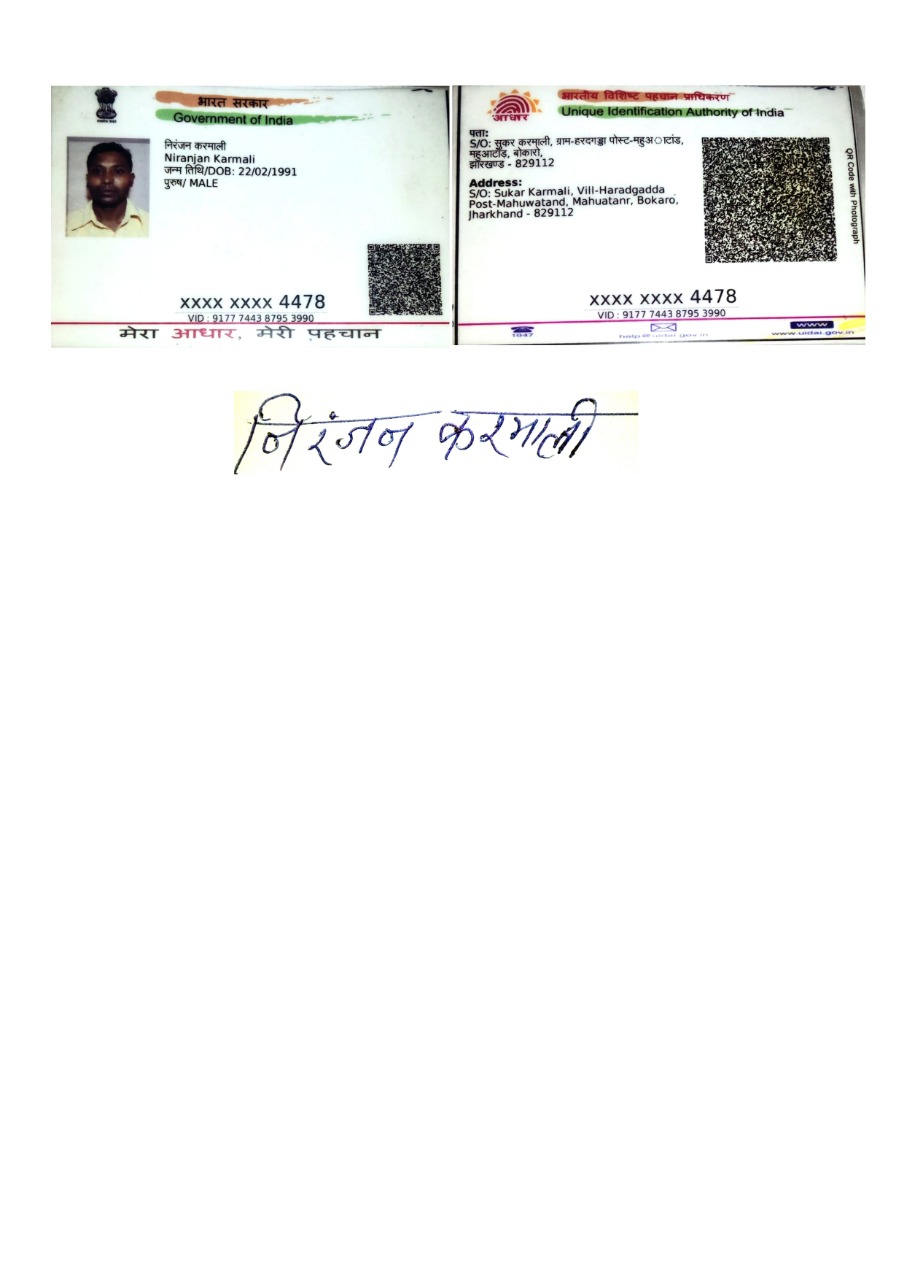 भारत सरकार
Government of India
निरंजन करमाली
Niranjan Karmali
जन्म तिथि/DOB: 22/02/1991
पुरुष/ MALE
xxxx xxxx 4478
VID : 9177 7443 8795 3990
मेरा आधार, मेरी पहचान
भारतीय विशिष्ट पहचान प्राधिकरण
Unique Identification Authority of India
आधार
पता:
S/O: सुकर करमाली, ग्राम-हरदगड्डा पोस्ट-महुअाटांड,
महुआटांड, बोकारो,
झारखण्ड - 829112
Address:
S/O: Sukar Karmali, Vill-Haradgadda
Post-Mahuwatand, Mahuatanr, Bokaro,
Jharkhand - 829112
QR Code with Photograph
xxxx xxxx 4478
VID : 9177 7443 8795 3990
1947
help@uidai.gov.in
www
www.uidai.gov.in
निरंजन करमाली